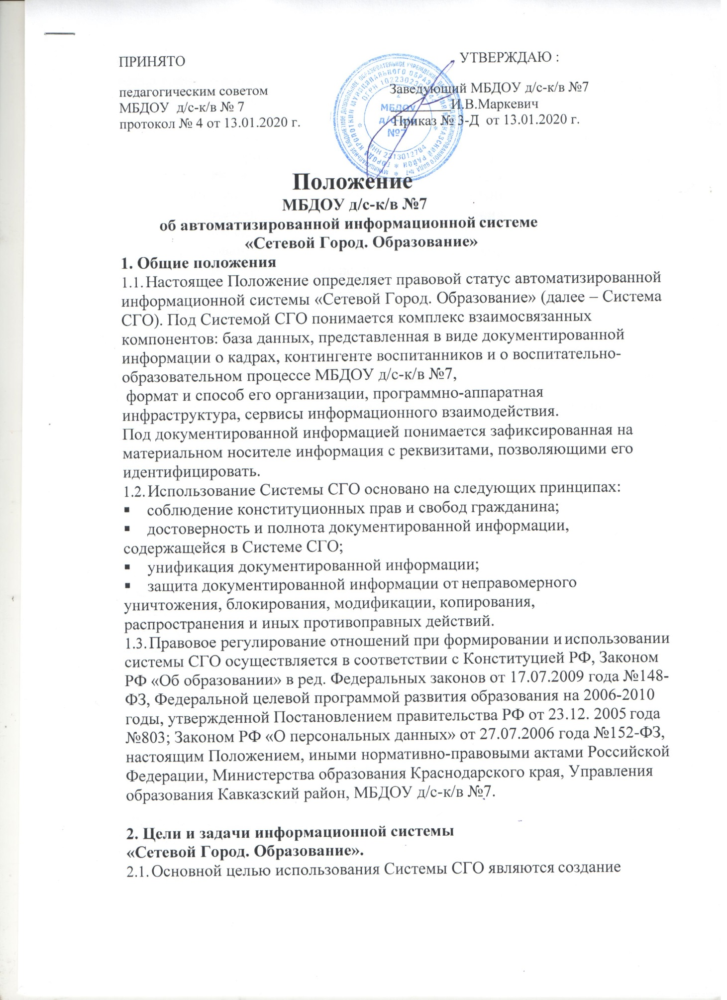 ПРИНЯТО
УТВЕРЖДАЮ :
педагогическим советом
Заведующий МБДОУ д/с-к/в №7
МБДОУ д/с-к/в № 7
________И.В.Маркевич
протокол № 4 от 13.01.2020 г.
Приказ № 3-Д от 13.01.2020 г.
МБДОУ
д/с-к/в
№7
ИНН 2313012784
Положение
МБДОУ д/с-к/в №7
об автоматизированной информационной системе
«Сетевой Город. Образование»
1. Общие положения
1.1. Настоящее Положение определяет правовой статус автоматизированной
информационной системы «Сетевой Город. Образование» (далее – Система
СГО). Под Системой СГО понимается комплекс взаимосвязанных
компонентов: база данных, представленная в виде документированной
информации о кадрах, контингенте воспитанников и о воспитательно-
образовательном процессе МБДОУ д/с-к/в №7,
формат и способ его организации, программно-аппаратная
инфраструктура, сервисы информационного взаимодействия.
Под документированной информацией понимается зафиксированная на
материальном носителе информация с реквизитами, позволяющими его
идентифицировать.
1.2. Использование Системы СГО основано на следующих принципах:
▪ соблюдение конституционных прав и свобод гражданина;
▪ достоверность и полнота документированной информации,
содержащейся в Системе СГО;
▪ унификация документированной информации;
▪ защита документированной информации от неправомерного
уничтожения, блокирования, модификации, копирования,
распространения и иных противоправных действий.
1.3. Правовое регулирование отношений при формировании и использовании
системы СГО осуществляется в соответствии с Конституцией РФ, Законом
РФ «Об образовании» в ред. Федеральных законов от 17.07.2009 года №148-
ФЗ, Федеральной целевой программой развития образования на 2006-2010
годы, утвержденной Постановлением правительства РФ от 23.12. 2005 года
№803; Законом РФ «О персональных данных» от 27.07.2006 года №152-ФЗ,
настоящим Положением, иными нормативно-правовыми актами Российской
Федерации, Министерства образования Краснодарского края, Управления
образования Кавказский район, МБДОУ д/с-к/в №7.
2. Цели и задачи информационной системы
«Сетевой Город. Образование».
2.1. Основной целью использования Системы СГО являются создание